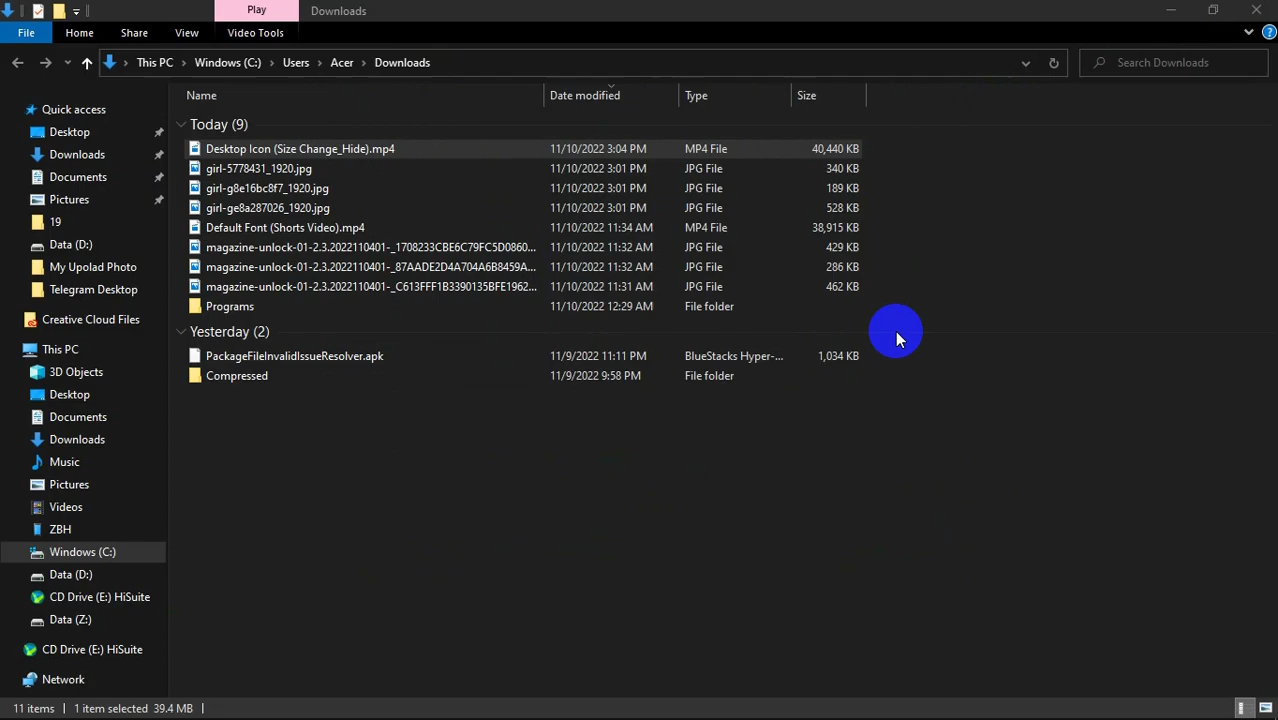 Play Downloads
File Home Share View Video Tools
This PC Windows (C:) Users Acer Downloads Search Downloads
Name Date modified Type Size
Quick access
Desktop
Downloads
Documents
Pictures
19
Data (D:)
My Upolad Photo
Telegram Desktop
Creative Cloud Files
This PC
3D Objects
Desktop
Documents
Downloads
Music
Pictures
Videos
ZBH
Windows (C:)
Data (D:)
CD Drive (E:) HiSuite
Data (Z:)
CD Drive (E:) HiSuite
Network
Today (9)
Desktop Icon (Size Change_Hide).mp4 11/10/2022 3:04 PM MP4 File 40,440 KB
girl-5778431_1920.jpg 11/10/2022 3:01 PM JPG File 340 KB
girl-g8e16bc8f7_1920.jpg 11/10/2022 3:01 PM JPG File 189 KB
girl-ge8a287026_1920.jpg 11/10/2022 3:01 PM JPG File 528 KB
Default Font (Shorts Video).mp4 11/10/2022 11:34 AM MP4 File 38,915 KB
magazine-unlock-01-2.3.2022110401-_1708233CBE6C79FC5D0860... 11/10/2022 11:32 AM JPG File 429 KB
magazine-unlock-01-2.3.2022110401-_87AADE2D4A704A6B8459A... 11/10/2022 11:32 AM JPG File 286 KB
magazine-unlock-01-2.3.2022110401-_C613FFF1B3390135BFE1962... 11/10/2022 11:31 AM JPG File 462 KB
Programs 11/10/2022 12:29 AM File folder
Yesterday (2)
PackageFileInvalidIssueResolver.apk 11/9/2022 11:11 PM BlueStacks Hyper-... 1,034 KB
Compressed 11/9/2022 9:58 PM File folder
11 items 1 item selected 39.4 MB